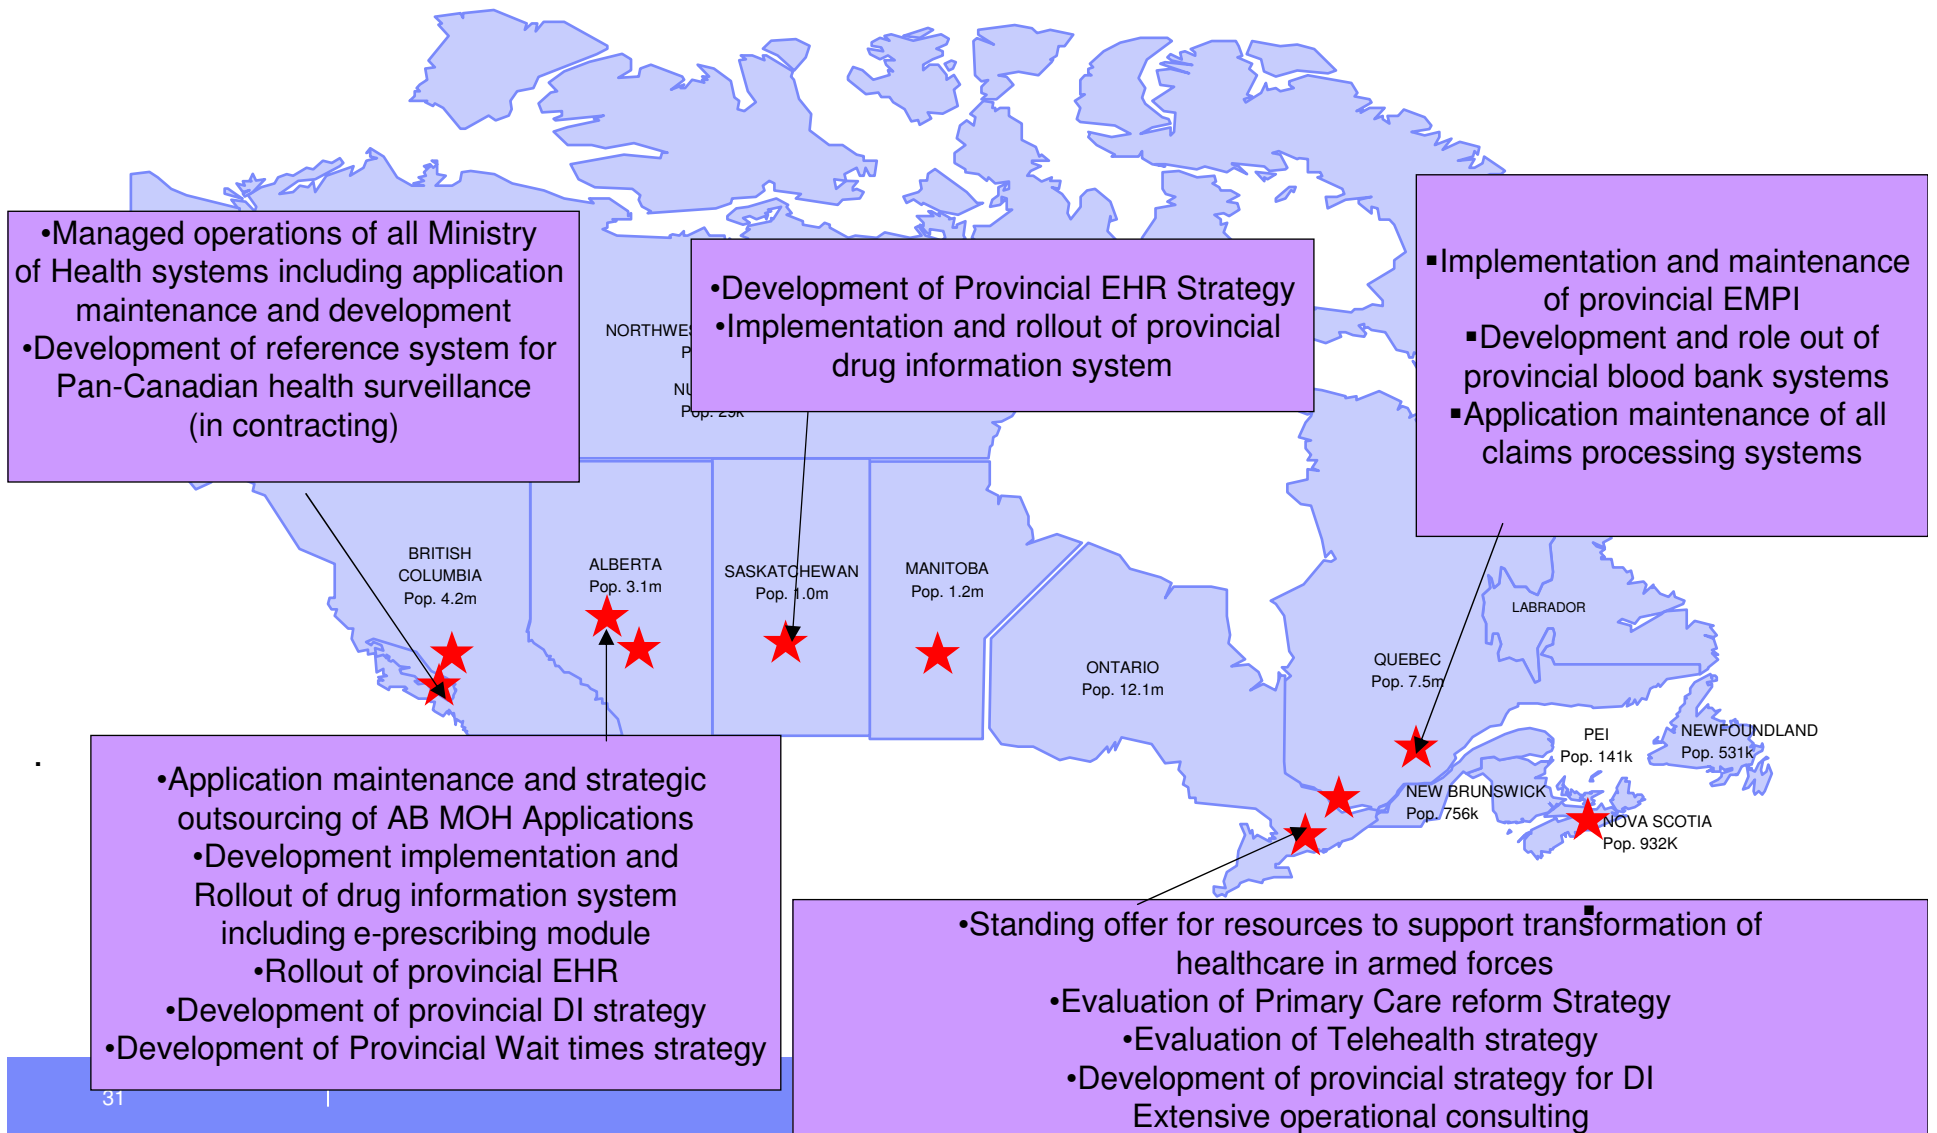 •Managed operations of all Ministry
of Health systems including application
maintenance and development
•Development of reference system for
Pan-Canadian health surveillance
(in contracting)
•Development of Provincial EHR Strategy
•Implementation and rollout of provincial
drug information system
▪Implementation and maintenance
of provincial EMPI
▪Development and role out of
provincial blood bank systems
▪Application maintenance of all
claims processing systems
NORTHWES
P
NU
Pop. 29k
BRITISH
COLUMBIA
Pop. 4.2m
ALBERTA
Pop. 3.1m
SASKATCHEWAN
Pop. 1.0m
MANITOBA
Pop. 1.2m
ONTARIO
Pop. 12.1m
QUEBEC
Pop. 7.5m
LABRADOR
PEI
Pop. 141k
NEWFOUNDLAND
Pop. 531k
NEW BRUNSWICK
Pop. 756k
NOVA SCOTIA
Pop. 932K
•Application maintenance and strategic
outsourcing of AB MOH Applications
•Development implementation and
Rollout of drug information system
including e-prescribing module
•Rollout of provincial EHR
•Development of provincial DI strategy
•Development of Provincial Wait times strategy
•Standing offer for resources to support transformation of
healthcare in armed forces
•Evaluation of Primary Care reform Strategy
•Evaluation of Telehealth strategy
•Development of provincial strategy for DI
Extensive operational consulting
31